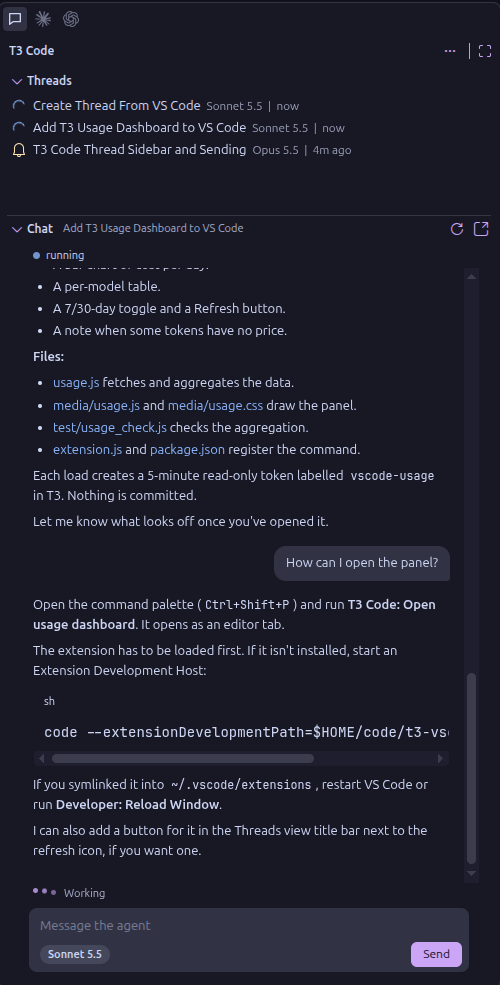 T3 Code
Threads
Create Thread From VS Code Sonnet 5.5 | now
Add T3 Usage Dashboard to VS Code Sonnet 5.5 | now
T3 Code Thread Sidebar and Sending Opus 5.5 | 4m ago
Chat Add T3 Usage Dashboard to VS Code
running
• A per-model table.
• A 7/30-day toggle and a Refresh button.
• A note when some tokens have no price.
Files:
• usage.js fetches and aggregates the data.
• media/usage.js and media/usage.css draw the panel.
• test/usage_check.js checks the aggregation.
• extension.js and package.json register the command.
Each load creates a 5-minute read-only token labelled vscode-usage
in T3. Nothing is committed.
Let me know what looks off once you've opened it.
How can I open the panel?
Open the command palette (Ctrl+Shift+P) and run T3 Code: Open
usage dashboard. It opens as an editor tab.
The extension has to be loaded first. If it isn't installed, start an
Extension Development Host:
sh
code --extensionDevelopmentPath=$HOME/code/t3-vs
If you symlinked it into ~/.vscode/extensions, restart VS Code or
run Developer: Reload Window.
I can also add a button for it in the Threads view title bar next to the
refresh icon, if you want one.
Working
Message the agent
Sonnet 5.5
Send